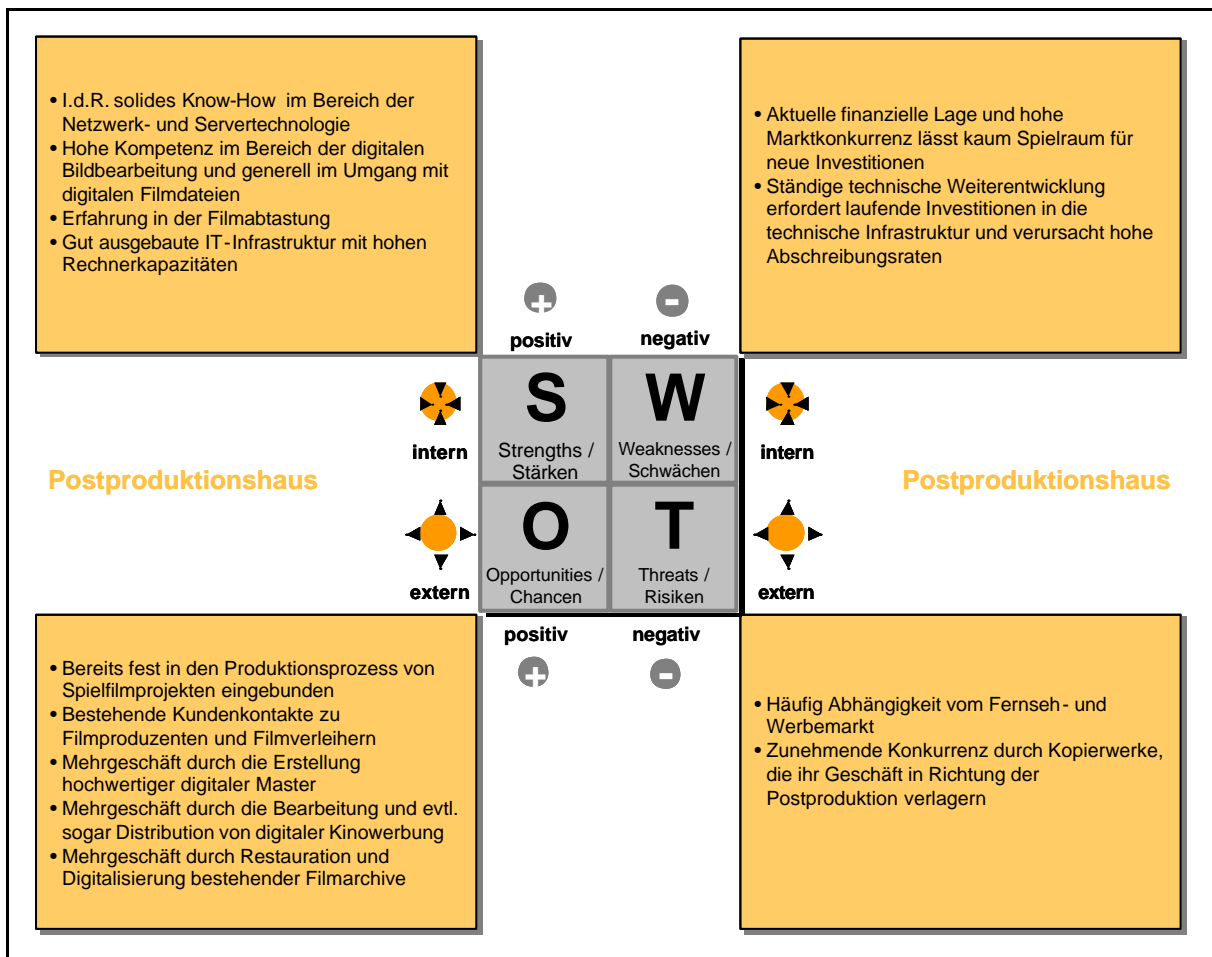 • I.d.R. solides Know-How im Bereich der
Netzwerk- und Servertechnologie
• Hohe Kompetenz im Bereich der digitalen
Bildbearbeitung und generell im Umgang mit
digitalen Filmdateien
• Erfahrung in der Filmabtastung
• Gut ausgebaute IT-Infrastruktur mit hohen
Rechnerkapazitäten
• Aktuelle finanzielle Lage und hohe
Marktkonkurrenz lässt kaum Spielraum für
neue Investitionen
• Ständige technische Weiterentwicklung
erfordert laufende Investitionen in die
technische Infrastruktur und verursacht hohe
Abschreibungsraten
+
-
positiv
negativ
S
Strengths /
Stärken
W
Weaknesses /
Schwächen
intern
intern
Postproduktionshaus
Postproduktionshaus
O
Opportunities /
Chancen
T
Threats /
Risiken
extern
extern
positiv
negativ
+
-
• Bereits fest in den Produktionsprozess von
Spielfilmprojekten eingebunden
• Bestehende Kundenkontakte zu
Filmproduzenten und Filmverleihern
• Mehrgeschäft durch die Erstellung
hochwertiger digitaler Master
• Mehrgeschäft durch die Bearbeitung und evtl.
sogar Distribution von digitaler Kinowerbung
• Mehrgeschäft durch Restauration und
Digitalisierung bestehender Filmarchive
• Häufig Abhängigkeit vom Fernseh- und
Werbemarkt
• Zunehmende Konkurrenz durch Kopierwerke,
die ihr Geschäft in Richtung der
Postproduktion verlagern